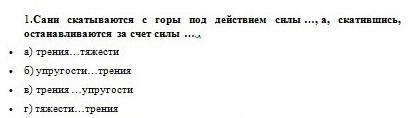 1.Сани скатываются с горы под действием силы ..., а, скатившись,
останавливаются за счет силы ....
• а) трения...тяжести
• б) упругости...трения
• в) трения ...упругости
• г) тяжести...трения